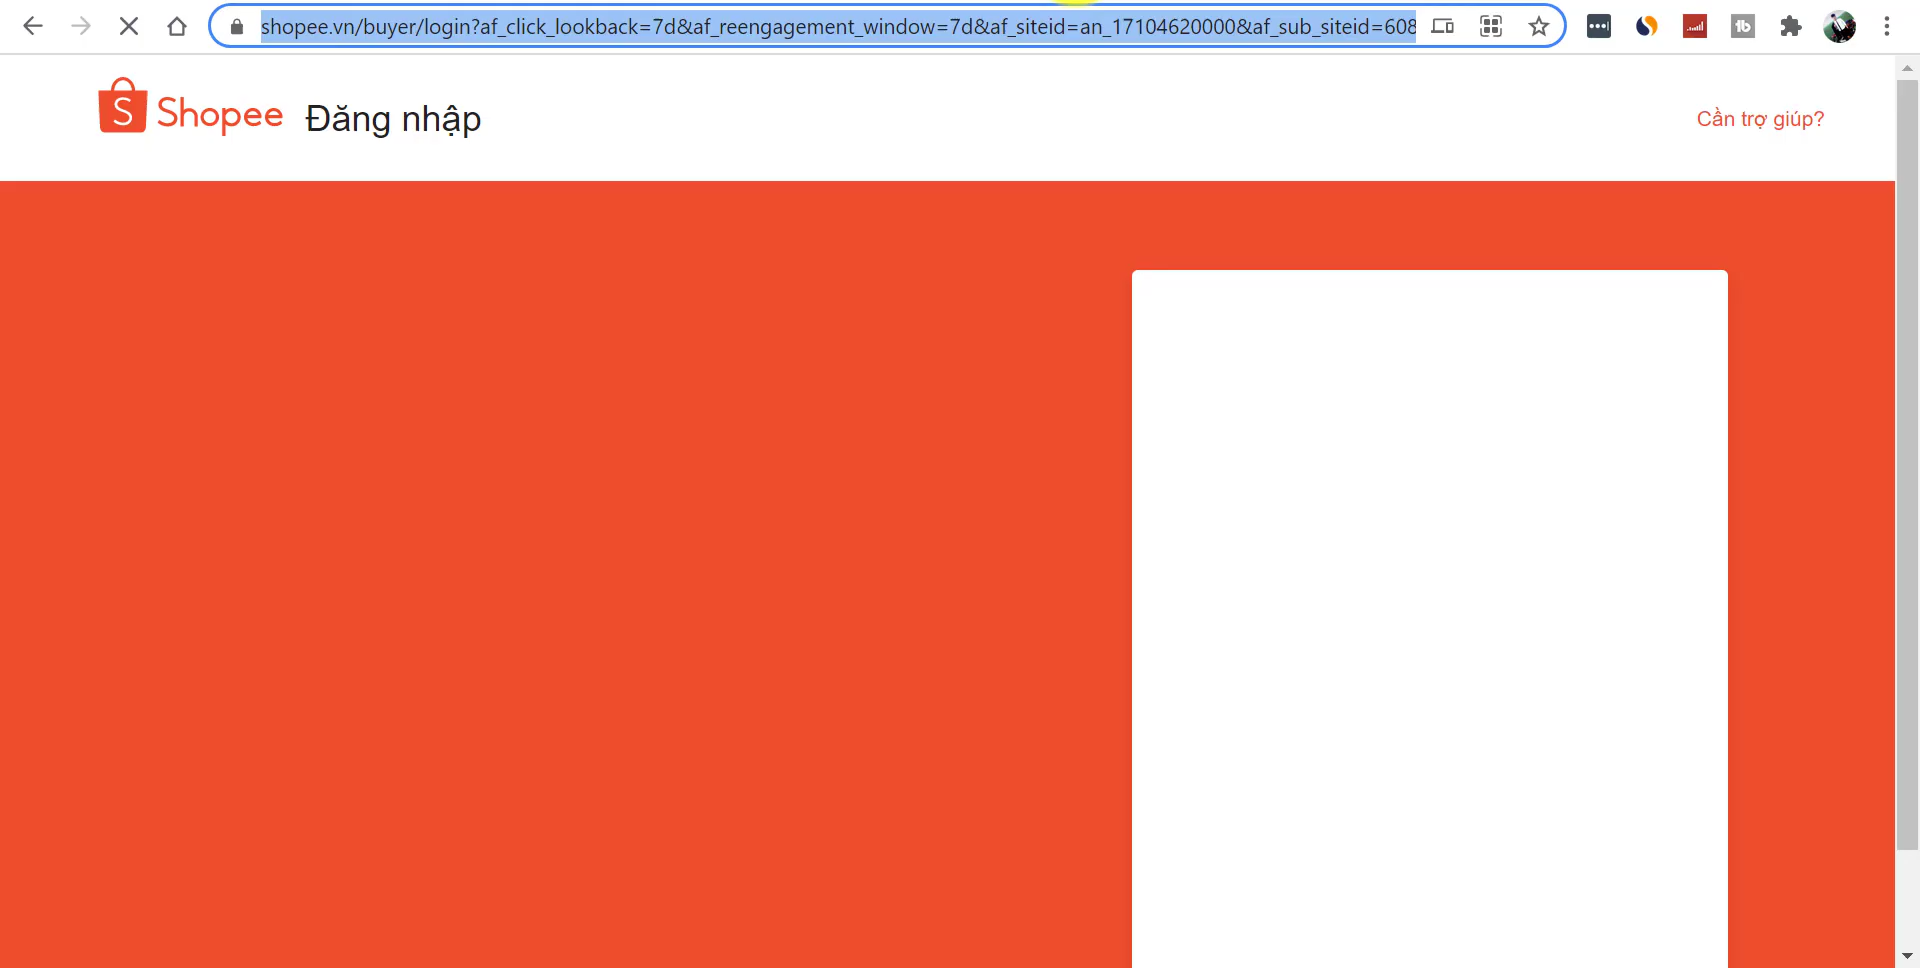 shopee.vn/buyer/login?af_click_lookback=7d&af_reengagement_window=7d&af_siteid=an_17104620000&af_sub_siteid=608
S Shopee Đăng nhập
Cần trợ giúp?